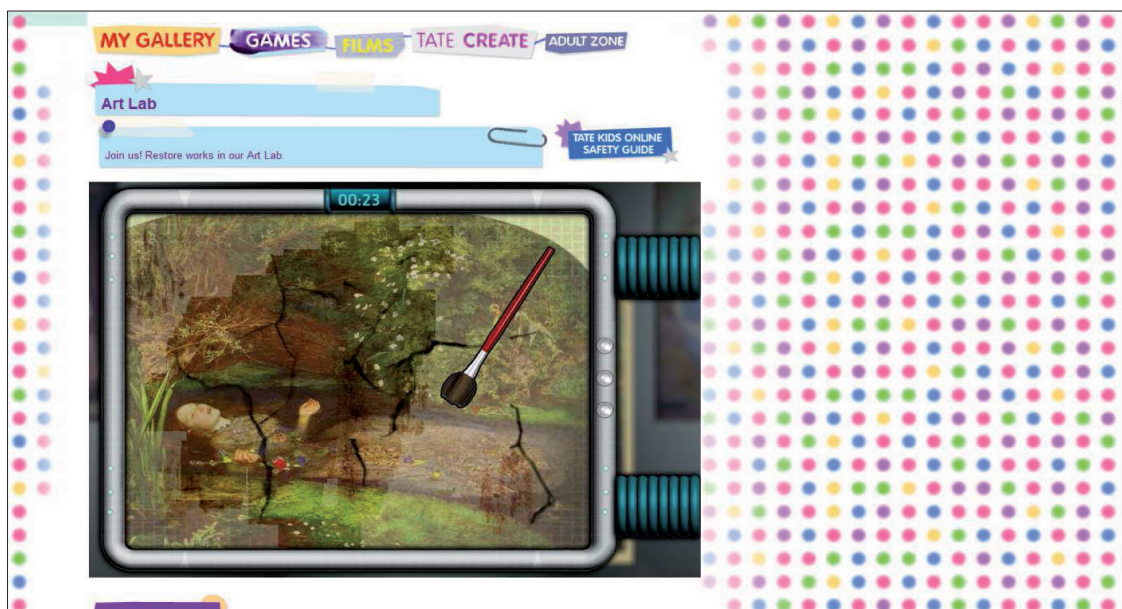 MY GALLERY GAMES FILMS TATE CREATE ADULT ZONE
Art Lab
Join us! Restore works in our Art Lab.
TATE KIDS ONLINE
SAFETY GUIDE
00:23